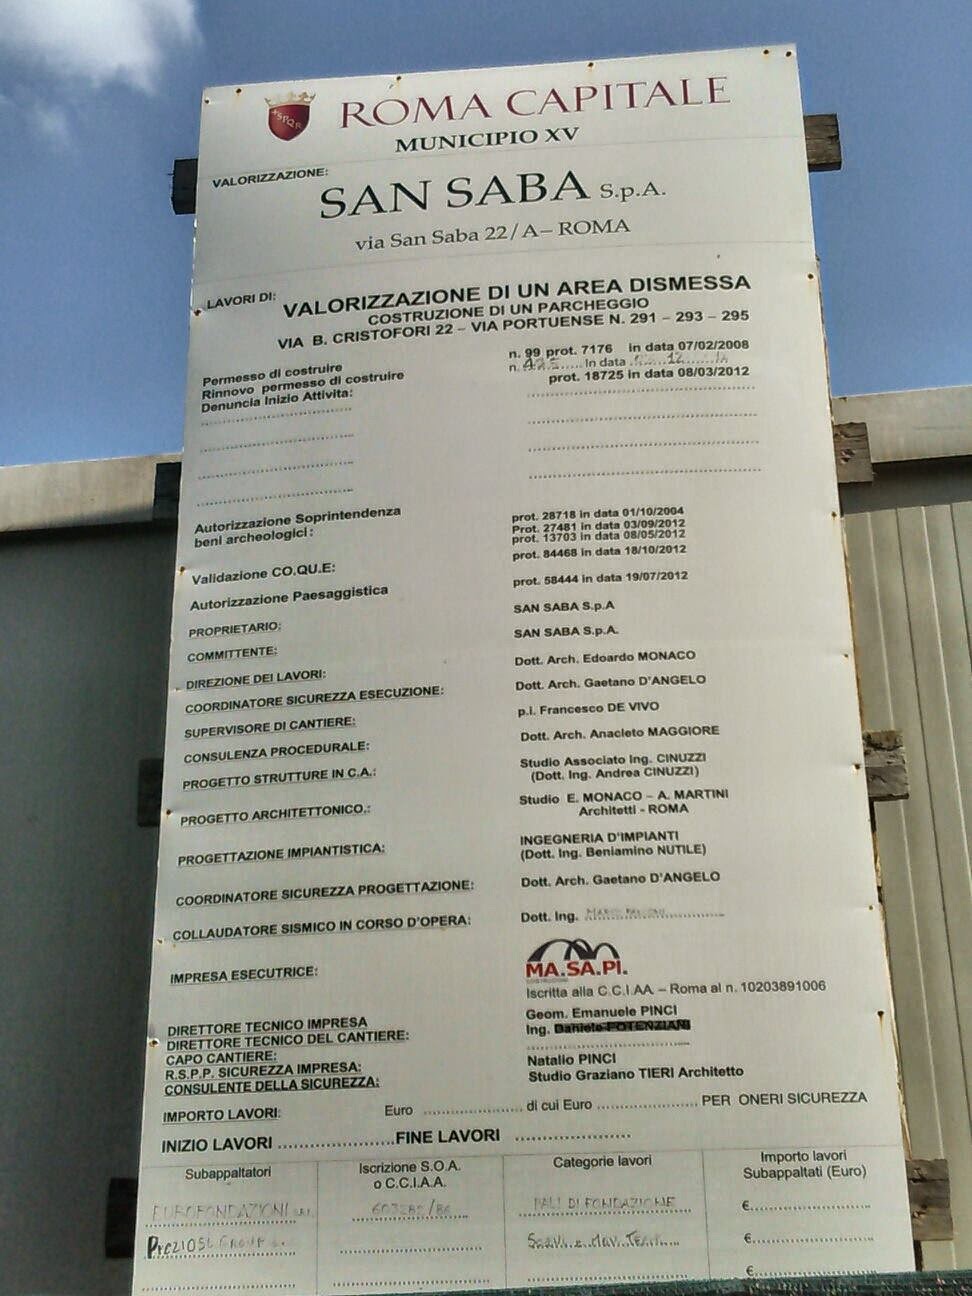 SPQR
ROMA CAPITALE
MUNICIPIO XV
VALORIZZAZIONE:
SAN SABA S.p.A.
via San Saba 22/A– ROMA
LAVORI DI:
VALORIZZAZIONE DI UN AREA DISMESSA
COSTRUZIONE DI UN PARCHEGGIO
VIA B. CRISTOFORI 22 – VIA PORTUENSE N. 291 – 293 – 295
Permesso di costruire n. 99 prot. 7176 in data 07/02/2008
Rinnovo permesso di costruire n. In data
Denuncia Inizio Attivita: prot. 18725 in data 08/03/2012
Autorizzazione Soprintendenza prot. 28718 in data 01/10/2004
beni archeologici: Prot. 27481 in data 03/09/2012
prot. 13703 in data 08/05/2012
Validazione CO.QU.E: prot. 84468 in data 18/10/2012
Autorizzazione Paesaggistica prot. 58444 in data 19/07/2012
PROPRIETARIO: SAN SABA S.p.A
COMMITTENTE: SAN SABA S.p.A.
DIREZIONE DEI LAVORI: Dott. Arch. Edoardo MONACO
COORDINATORE SICUREZZA ESECUZIONE: Dott. Arch. Gaetano D'ANGELO
SUPERVISORE DI CANTIERE: p.i. Francesco DE VIVO
CONSULENZA PROCEDURALE: Dott. Arch. Anacleto MAGGIORE
PROGETTO STRUTTURE IN C.A.: Studio Associato Ing. CINUZZI
(Dott. Ing. Andrea CINUZZI)
PROGETTO ARCHITETTONICO.: Studio E. MONACO – A. MARTINI
Architetti - ROMA
PROGETTAZIONE IMPIANTISTICA: INGEGNERIA D'IMPIANTI
(Dott. Ing. Beniamino NUTILE)
COORDINATORE SICUREZZA PROGETTAZIONE: Dott. Arch. Gaetano D'ANGELO
COLLAUDATORE SISMICO IN CORSO D'OPERA: Dott. Ing.
IMPRESA ESECUTRICE: MA.SA.PI.
Iscritta alla C.C.I.AA. – Roma al n. 10203891006
DIRETTORE TECNICO IMPRESA Geom. Emanuele PINCI
DIRETTORE TECNICO DEL CANTIERE: Ing. Daniele POTENZIANI
CAPO CANTIERE:
R.S.P.P. SICUREZZA IMPRESA: Natalio PINCI
CONSULENTE DELLA SICUREZZA: Studio Graziano TIERI Architetto
IMPORTO LAVORI: Euro ........ di cui Euro ........ PER ONERI SICUREZZA
INIZIO LAVORI ........ FINE LAVORI ........
Subappaltatori Iscrizione S.O.A. Categorie lavori Importo lavori
o C.C.I.A.A. Subappaltati (Euro)
EUROFONDAZIONI PALI DI FONDAZIONE €
PREZIOSI GROUP €
€